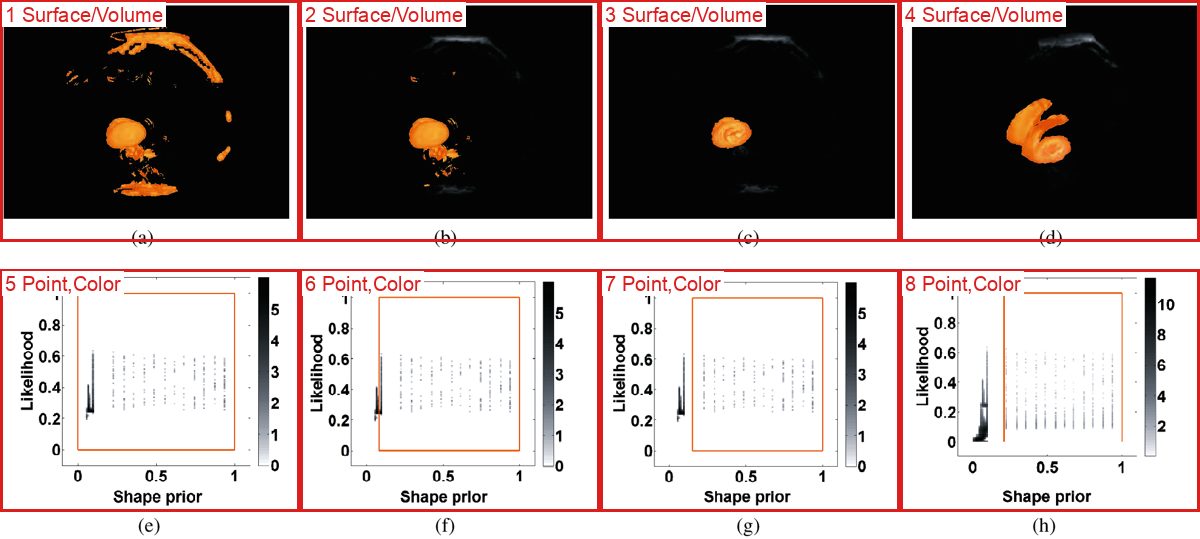 1 Surface/Volume
2 Surface/Volume
3 Surface/Volume
4 Surface/Volume
(a)
(b)
(c)
(d)
5 Point,Color
6 Point,Color
7 Point,Color
8 Point,Color
Likelihood
1
0.8
0.6
0.4
0.2
0
0
0.5
1
Shape prior
5
4
3
2
1
0
Likelihood
1
0.8
0.6
0.4
0.2
0
0
0.5
1
Shape prior
5
4
3
2
1
0
Likelihood
1
0.8
0.6
0.4
0.2
0
0
0.5
1
Shape prior
5
4
3
2
1
0
Likelihood
1
0.8
0.6
0.4
0.2
0
0
0.5
1
Shape prior
10
8
6
4
2
(e)
(f)
(g)
(h)